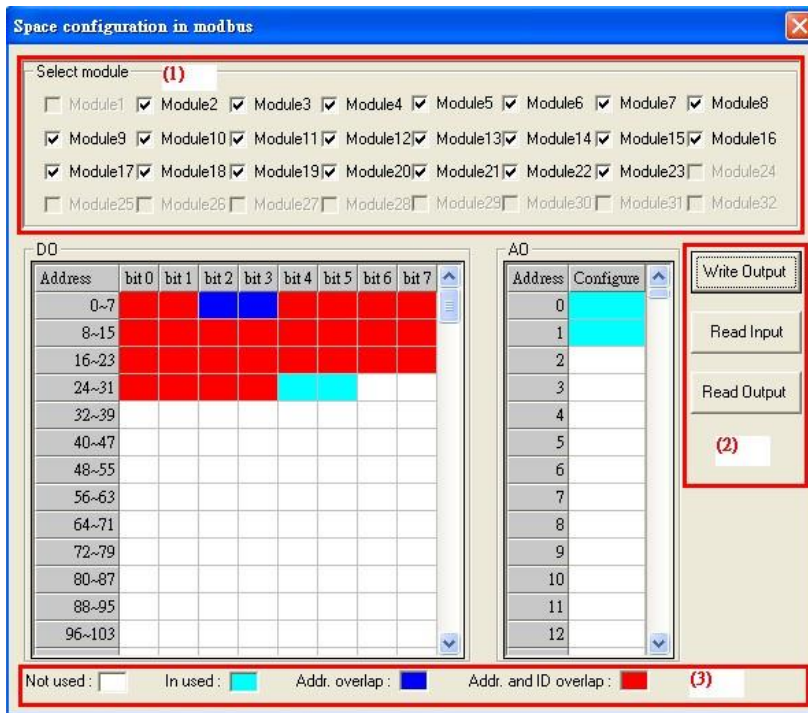 Space configuration in modbus
Select module (1)
Module1 Module2 Module3 Module4 Module5 Module6 Module7 Module8
Module9 Module10 Module11 Module12 Module13 Module14 Module15 Module16
Module17 Module18 Module19 Module20 Module21 Module22 Module23 Module24
Module25 Module26 Module27 Module28 Module29 Module30 Module31 Module32
DO
Address bit 0 bit 1 bit 2 bit 3 bit 4 bit 5 bit 6 bit 7
0~7
8~15
16~23
24~31
32~39
40~47
48~55
56~63
64~71
72~79
80~87
88~95
96~103
AO
Address Configure
0
1
2
3
4
5
6
7
8
9
10
11
12
Write Output
Read Input
Read Output
(2)
Not used : In used : Addr. overlap : Addr. and ID overlap : (3)